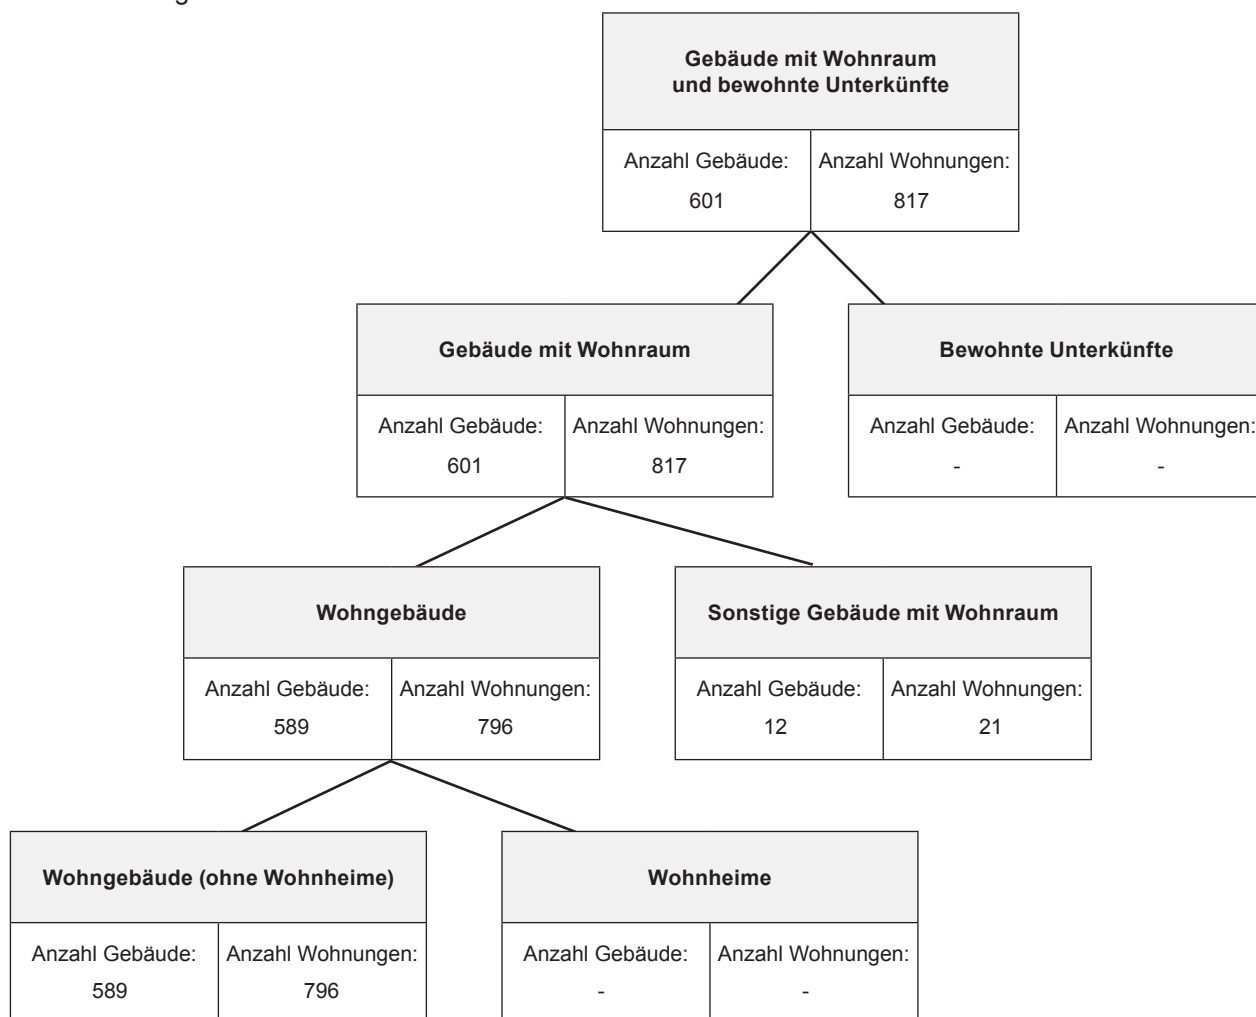 Gebäude mit Wohnraum
und bewohnte Unterkünfte
Anzahl Gebäude:
601
Anzahl Wohnungen:
817
Gebäude mit Wohnraum
Anzahl Gebäude:
601
Anzahl Wohnungen:
817
Bewohnte Unterkünfte
Anzahl Gebäude:
-
Anzahl Wohnungen:
-
Wohngebäude
Anzahl Gebäude:
589
Anzahl Wohnungen:
796
Sonstige Gebäude mit Wohnraum
Anzahl Gebäude:
12
Anzahl Wohnungen:
21
Wohngebäude (ohne Wohnheime)
Anzahl Gebäude:
589
Anzahl Wohnungen:
796
Wohnheime
Anzahl Gebäude:
-
Anzahl Wohnungen:
-